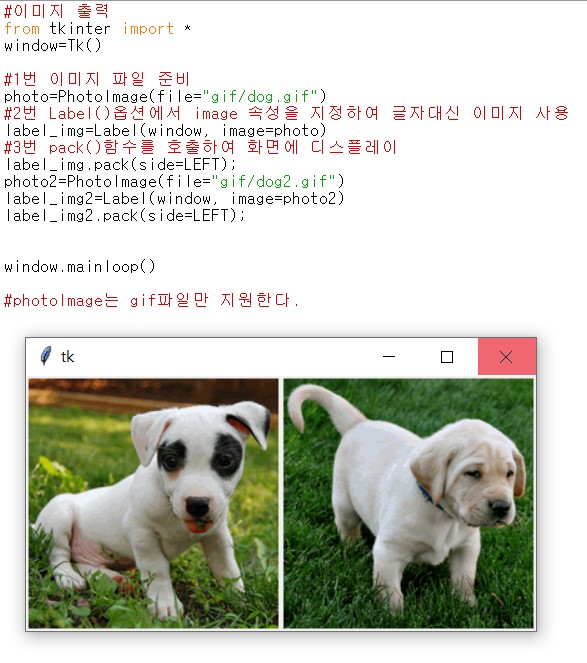 #이미지 출력
from tkinter import *
window=Tk()
#1번 이미지 파일 준비
photo=PhotoImage(file="gif/dog.gif")
#2번 Label()옵션에서 image 속성을 지정하여 글자대신 이미지 사용
label_img=Label(window, image=photo)
#3번 pack()함수를 호출하여 화면에 디스플레이
label_img.pack(side=LEFT);
photo2=PhotoImage(file="gif/dog2.gif")
label_img2=Label(window, image=photo2)
label_img2.pack(side=LEFT);
window.mainloop()
#photoImage는 gif파일만 지원한다.
tk